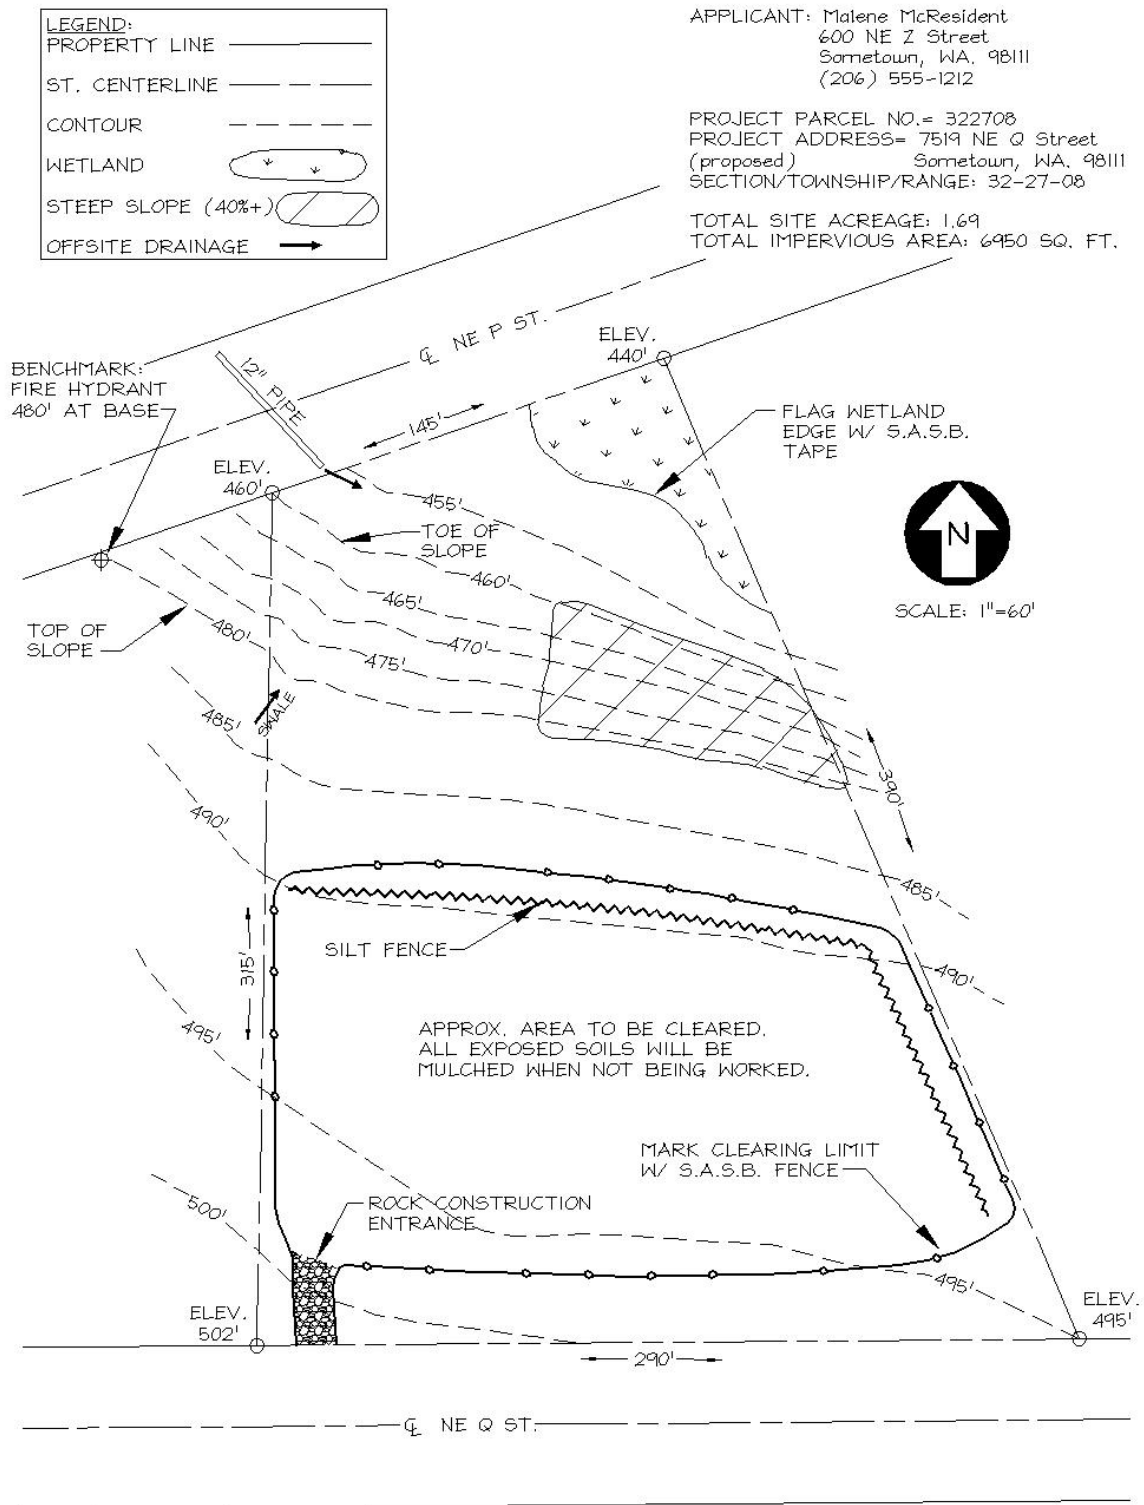 LEGEND:
PROPERTY LINE
ST. CENTERLINE
CONTOUR
WETLAND
STEEP SLOPE (40%+)
OFFSITE DRAINAGE
APPLICANT: Malene McResident
600 NE Z Street
Sometown, WA. 98111
(206) 555-1212
PROJECT PARCEL NO.= 322708
PROJECT ADDRESS= 7519 NE Q Street
(proposed) Sometown, WA. 98111
SECTION/TOWNSHIP/RANGE: 32-27-08
TOTAL SITE ACREAGE: 1.69
TOTAL IMPERVIOUS AREA: 6950 SQ. FT.
℄ NE P ST.
ELEV.
440'
BENCHMARK:
FIRE HYDRANT
480' AT BASE
12" PIPE
145'
FLAG WETLAND
EDGE W/ S.A.S.B.
TAPE
ELEV.
460'
455'
TOE OF
SLOPE
N
460'
465'
SCALE: 1"=60'
TOP OF
SLOPE
480'
470'
475'
SWALE
485'
390'
490'
485'
SILT FENCE
315'
490'
495'
APPROX. AREA TO BE CLEARED.
ALL EXPOSED SOILS WILL BE
MULCHED WHEN NOT BEING WORKED.
MARK CLEARING LIMIT
W/ S.A.S.B. FENCE
500'
ROCK CONSTRUCTION
ENTRANCE
495'
ELEV.
502'
ELEV.
495'
290'
℄ NE Q ST.